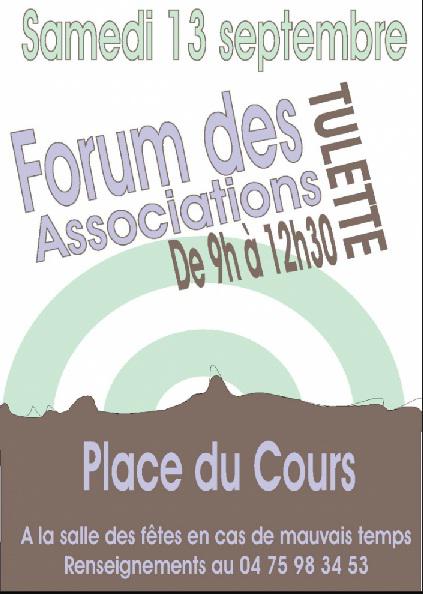 Samedi 13 septembre
Forum des
Associations
TULETTE
De 9h à 12h30
Place du Cours
A la salle des fêtes en cas de mauvais temps
Renseignements au 04 75 98 34 53